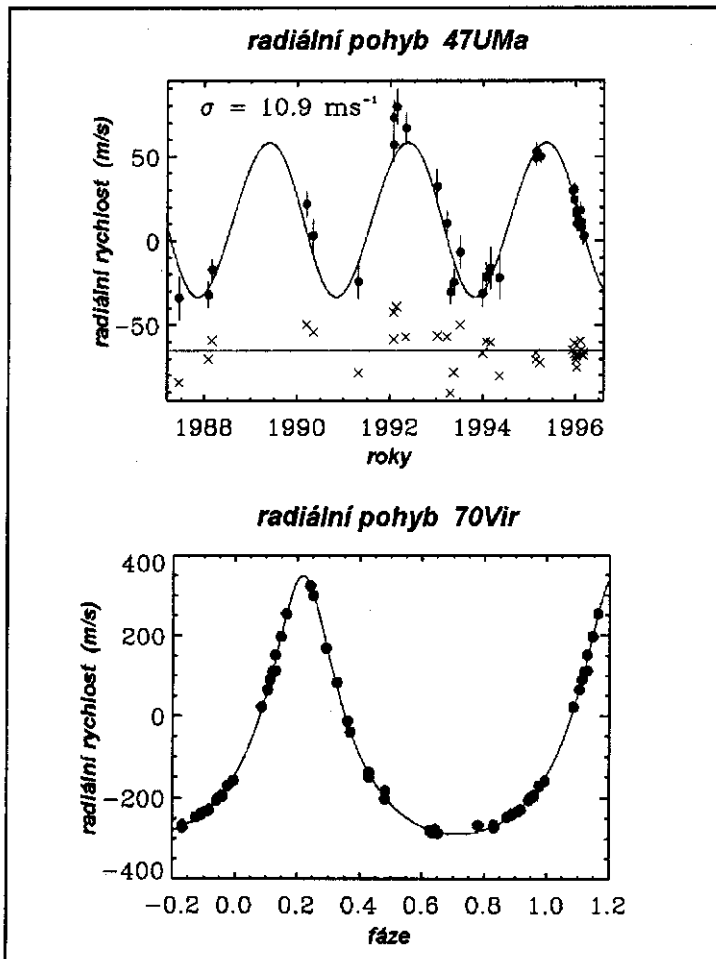 radiální pohyb 47UMa
σ = 10.9 ms⁻¹
radiální rychlost (m/s)
50
0
−50
1988 1990 1992 1994 1996
roky
radiální pohyb 70Vir
radiální rychlost (m/s)
400
200
0
−200
−400
−0.2 0.0 0.2 0.4 0.6 0.8 1.0 1.2
fáze